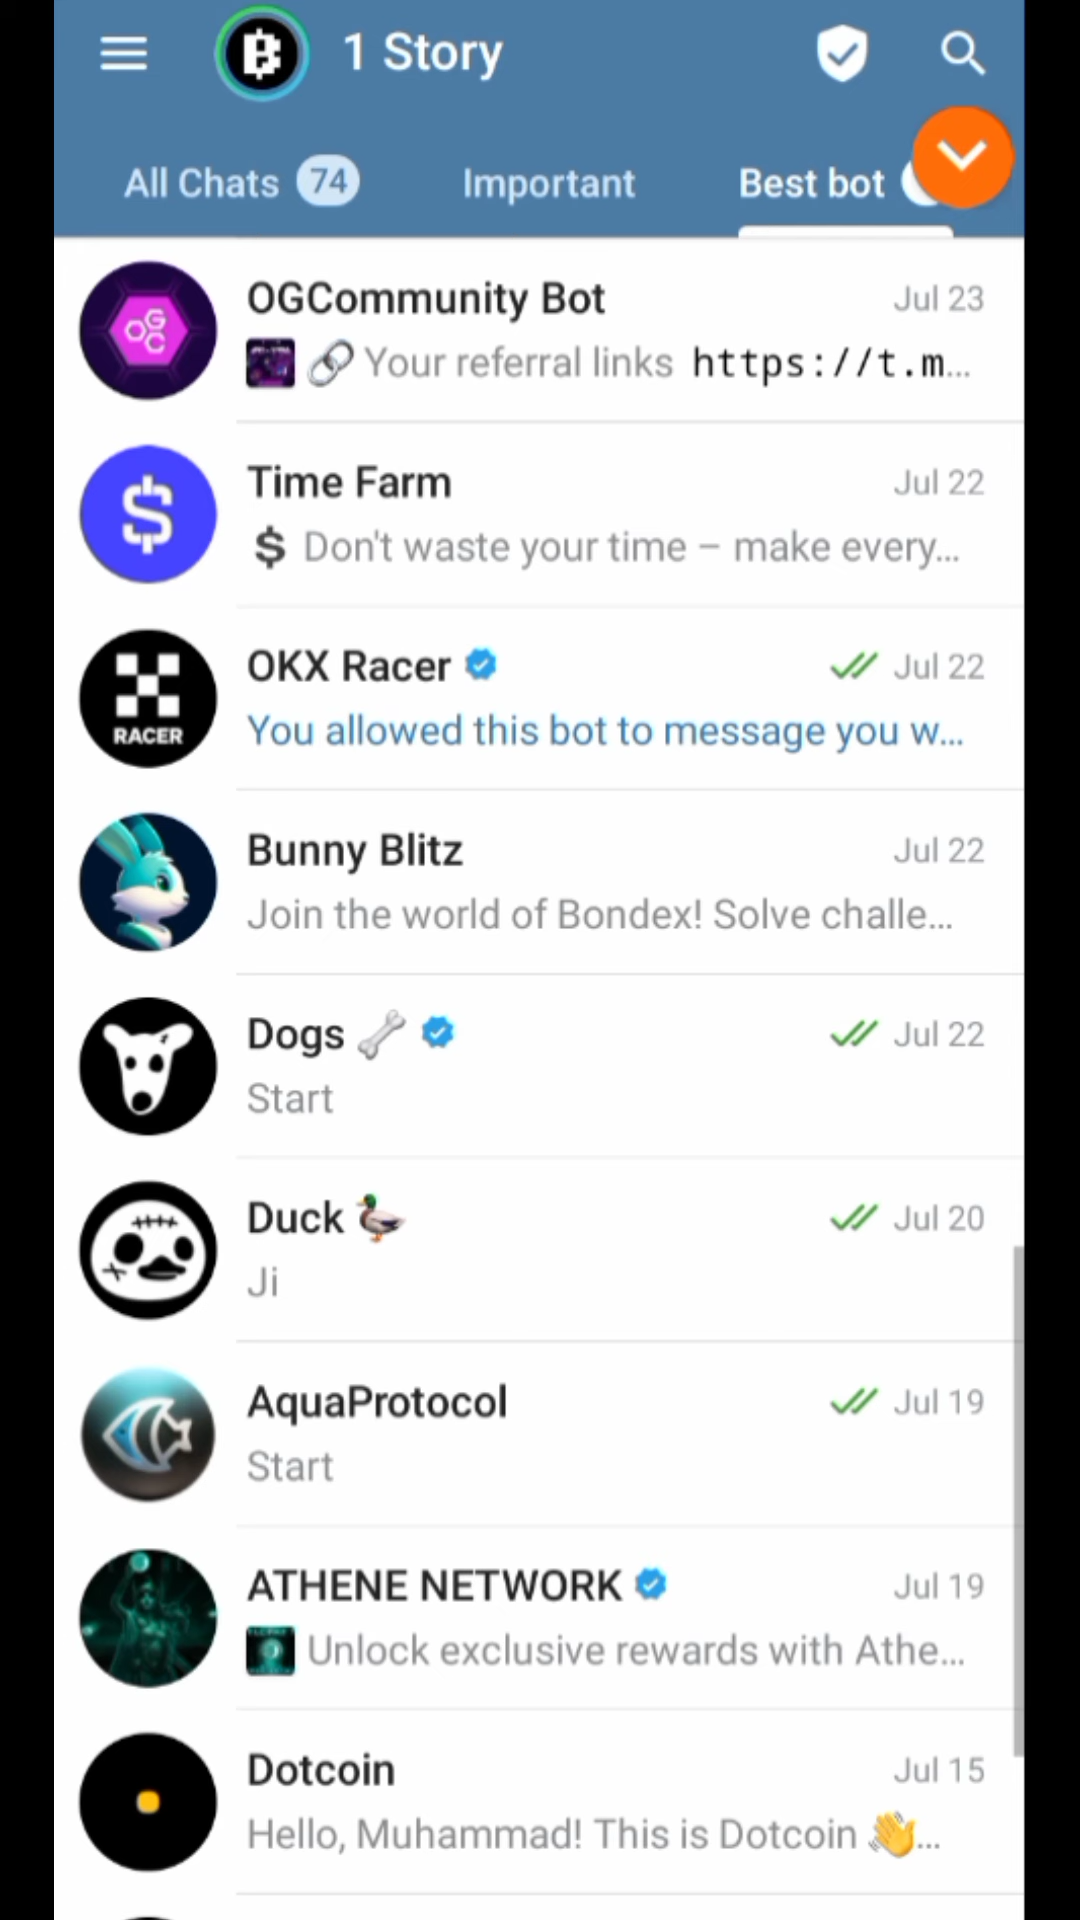 1 Story
All Chats 74 Important Best bot
OGCommunity Bot Jul 23
Your referral links https://t.m...
Time Farm Jul 22
$ Don't waste your time – make every...
RACER
OKX Racer Jul 22
You allowed this bot to message you w...
Bunny Blitz Jul 22
Join the world of Bondex! Solve challe...
Dogs Jul 22
Start
Duck Jul 20
Ji
AquaProtocol Jul 19
Start
ATHENE NETWORK Jul 19
Unlock exclusive rewards with Athe...
Dotcoin Jul 15
Hello, Muhammad! This is Dotcoin 👋...